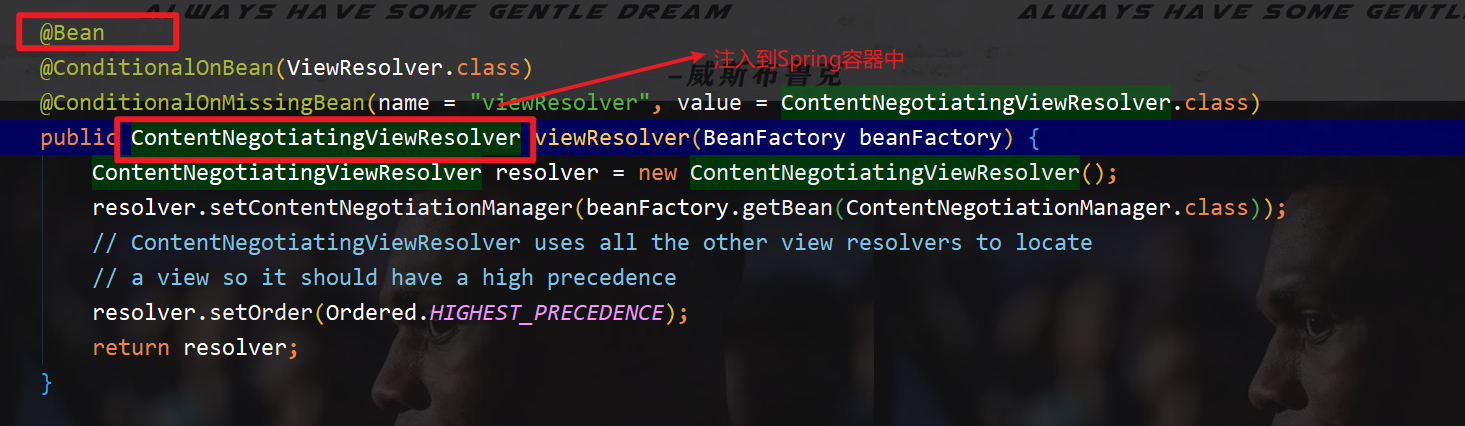 ALWAYS HAVE SOME GENTLE DREAM
ALWAYS HAVE SOME GENTL
@Bean
注入到Spring容器中
@ConditionalOnBean(ViewResolver.class)
-威斯布魯克
@ConditionalOnMissingBean(name = "viewResolver", value = ContentNegotiatingViewResolver.class)
public ContentNegotiatingViewResolver viewResolver(BeanFactory beanFactory) {
ContentNegotiatingViewResolver resolver = new ContentNegotiatingViewResolver();
resolver.setContentNegotiationManager(beanFactory.getBean(ContentNegotiationManager.class));
// ContentNegotiatingViewResolver uses all the other view resolvers to locate
// a view so it should have a high precedence
resolver.setOrder(Ordered.HIGHEST_PRECEDENCE);
return resolver;
}